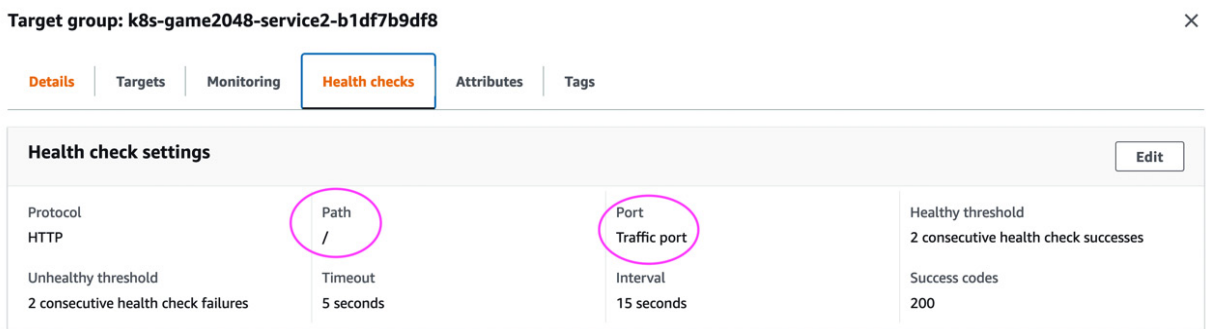 Target group: k8s-game2048-service2-b1df7b9df8
Details
Targets
Monitoring
Health checks
Attributes
Tags
Health check settings
Edit
Protocol
HTTP
Path
/
Port
Traffic port
Healthy threshold
2 consecutive health check successes
Unhealthy threshold
2 consecutive health check failures
Timeout
5 seconds
Interval
15 seconds
Success codes
200